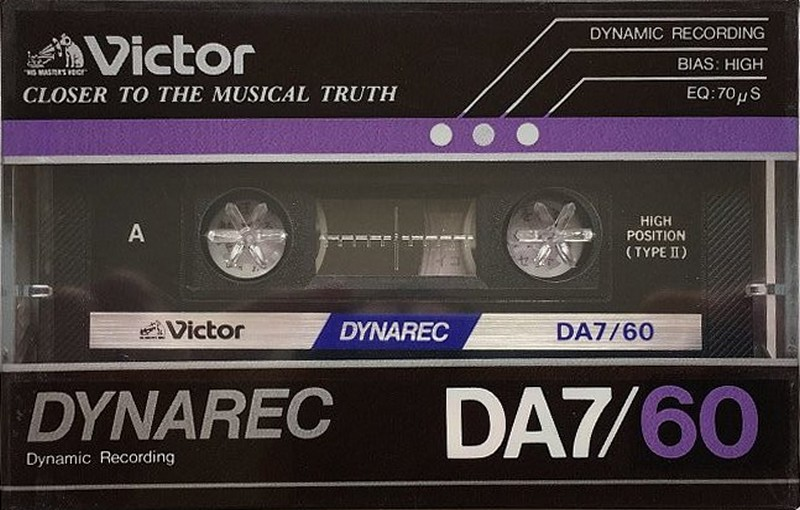 Victor
"HIS MASTER'S VOICE"
CLOSER TO THE MUSICAL TRUTH
DYNAMIC RECORDING
BIAS: HIGH
EQ: 70μS
A
HIGH
POSITION
(TYPE II)
Victor DYNAREC DA7/60
DYNAREC
Dynamic Recording
DA7/60